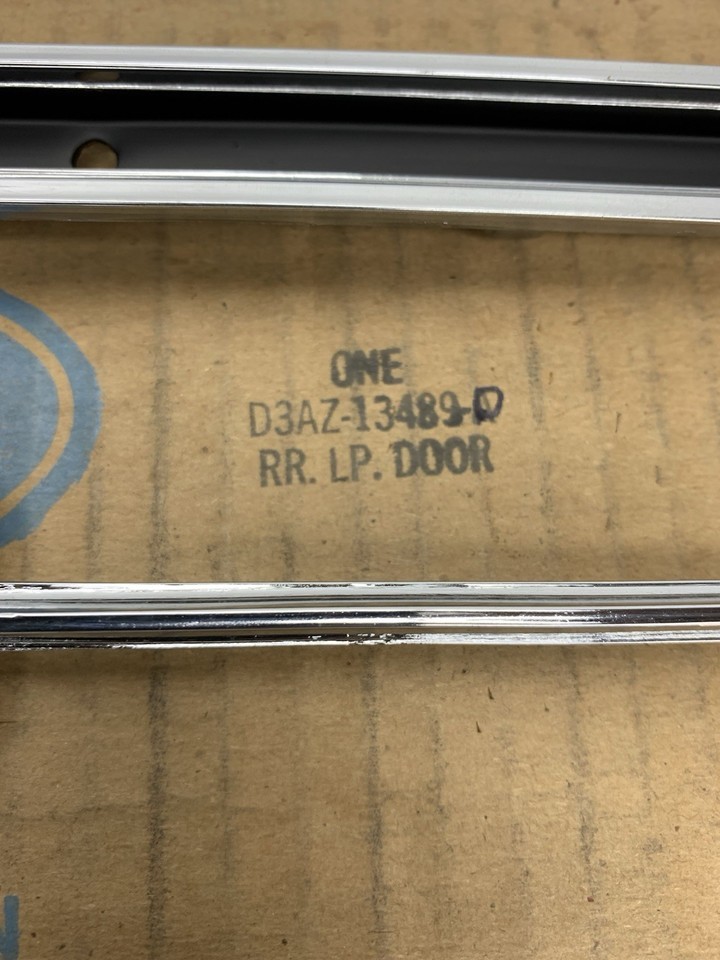 ONE
D3AZ-13489-D
RR. LP. DOOR